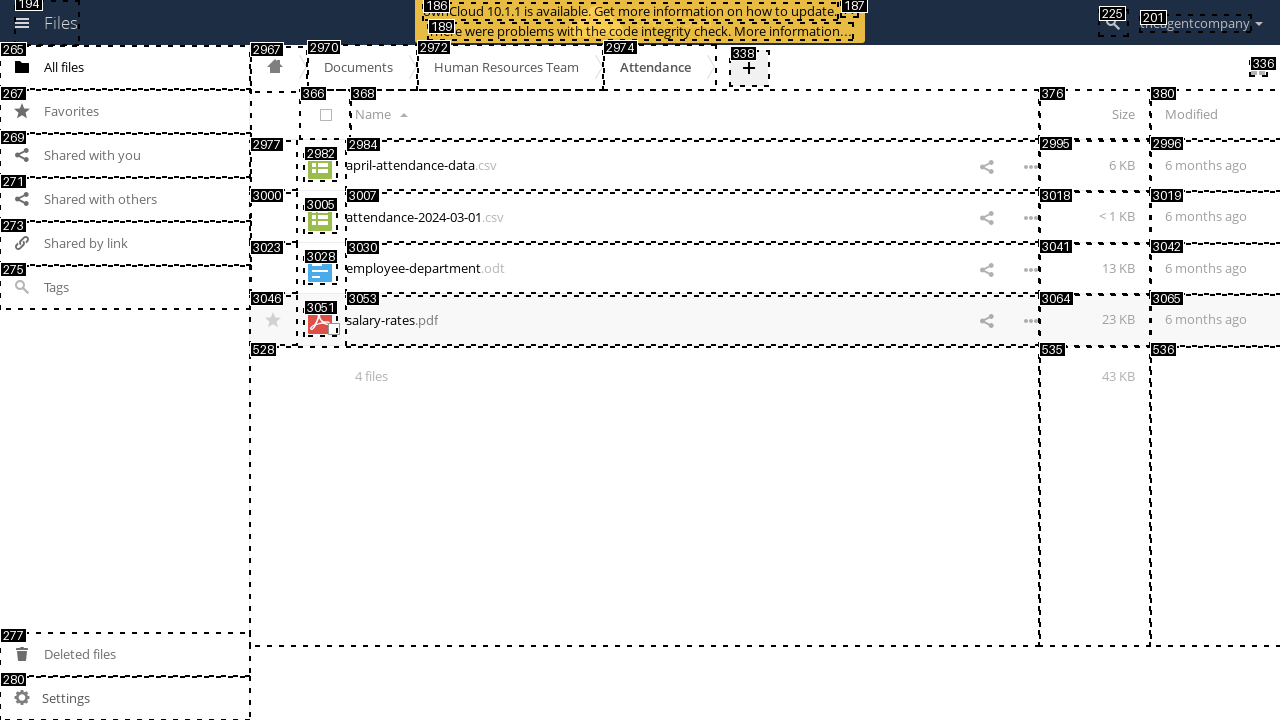 194
Files
186
ownCloud 10.1.1 is available. Get more information on how to update.
187
189
There were problems with the code integrity check. More information…
225
201
theagentcompany
265
All files
267
Favorites
269
Shared with you
271
Shared with others
273
Shared by link
275
Tags
277
Deleted files
280
Settings
2967
2970
Documents
2972
Human Resources Team
2974
Attendance
338
+
336
366
368
Name
376
Size
380
Modified
2977
2982
2984
april-attendance-data.csv
2995
6 KB
2996
6 months ago
3000
3005
3007
attendance-2024-03-01.csv
3018
< 1 KB
3019
6 months ago
3023
3028
3030
employee-department.odt
3041
13 KB
3042
6 months ago
3046
3051
3053
salary-rates.pdf
3064
23 KB
3065
6 months ago
528
4 files
535
43 KB
536